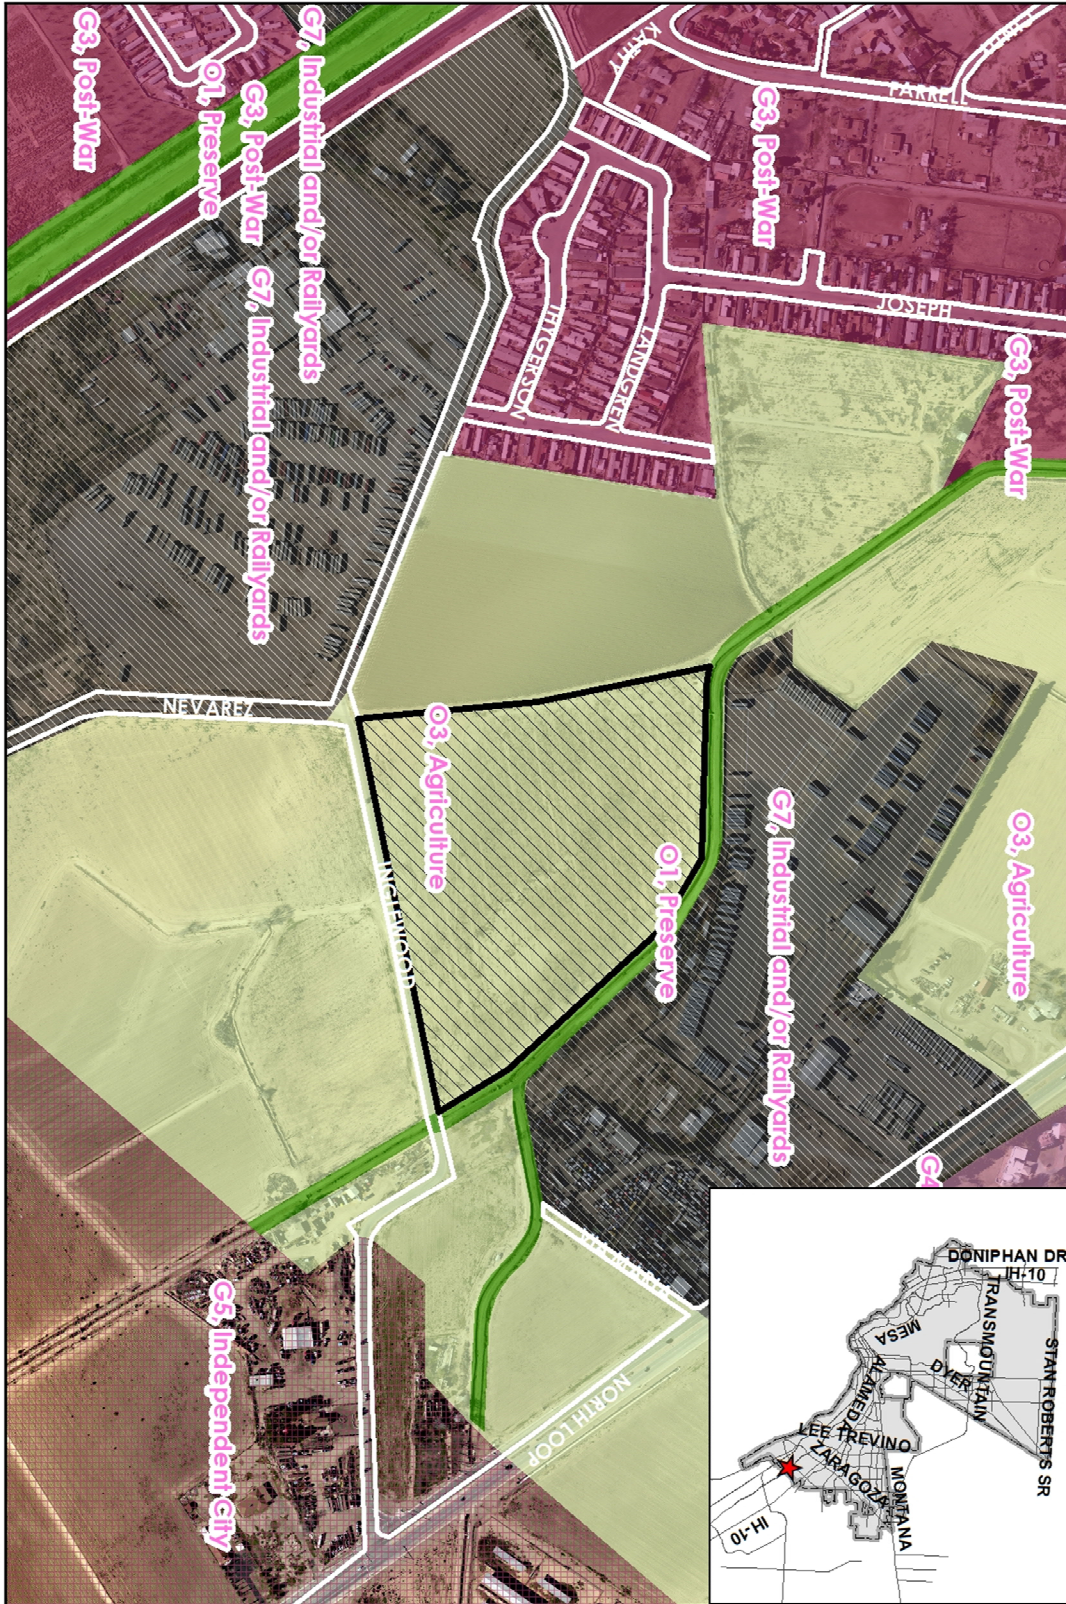 G3, Post-War
G7, Industrial and/or Railyards
G3, Post-War
O1, Preserve
G7, Industrial and/or Railyards
KATHY
FARRELL
G3, Post-War
JOSEPH
G3, Post-War
LANDGREN
NEVAREZ
O3, Agriculture
INGLEWOOD
O1, Preserve
G7, Industrial and/or Railyards
O3, Agriculture
G4
G5, Independent City
NORTH LOOP
DONIPHAN DR
IH-10
TRANSMOUNTAIN
STAN ROBERTS SR
MESA
DYER
ALAMEDA
LEE TREVINO
ZARAGOZA
MONTANA
IH-10